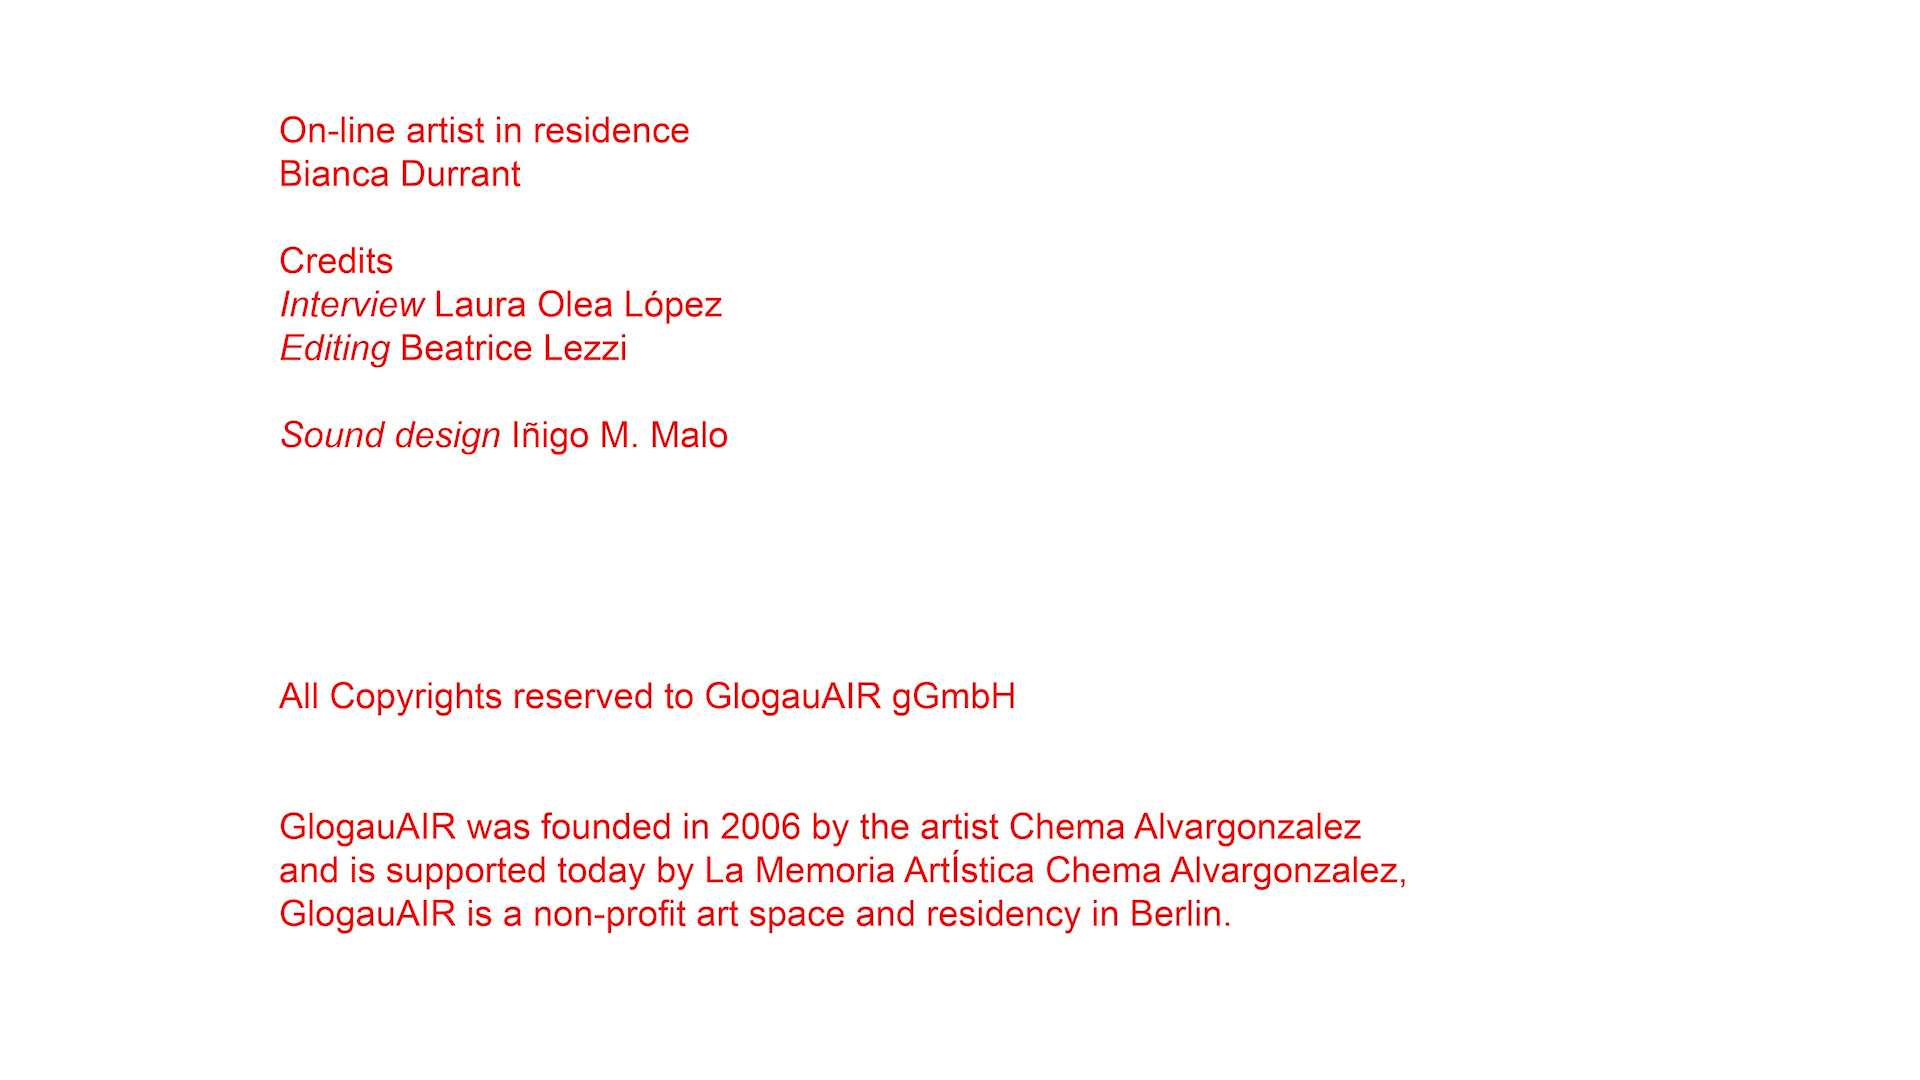 On-line artist in residence
Bianca Durrant
Credits
Interview Laura Olea López
Editing Beatrice Lezzi
Sound design Iñigo M. Malo
All Copyrights reserved to GlogauAIR gGmbH
GlogauAIR was founded in 2006 by the artist Chema Alvargonzalez
and is supported today by La Memoria ArtÍstica Chema Alvargonzalez,
GlogauAIR is a non-profit art space and residency in Berlin.